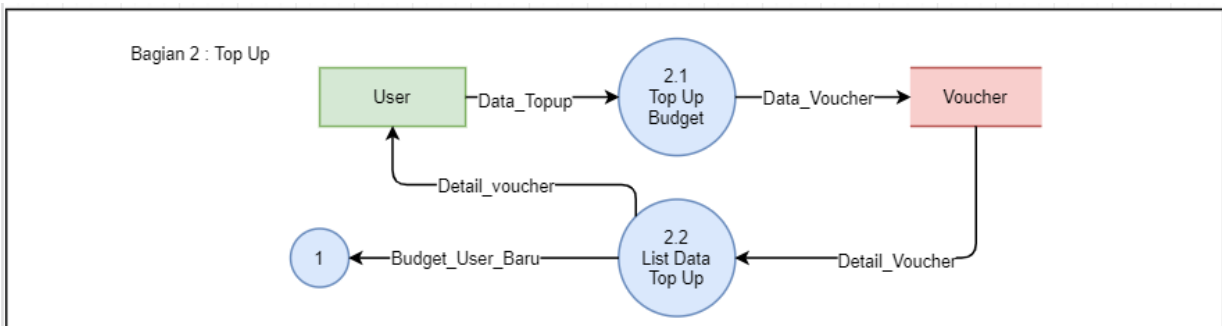 Bagian 2 : Top Up
User
Data_Topup
2.1
Top Up
Budget
Data_Voucher
Voucher
Detail_voucher
1
Budget_User_Baru
2.2
List Data
Top Up
Detail_Voucher